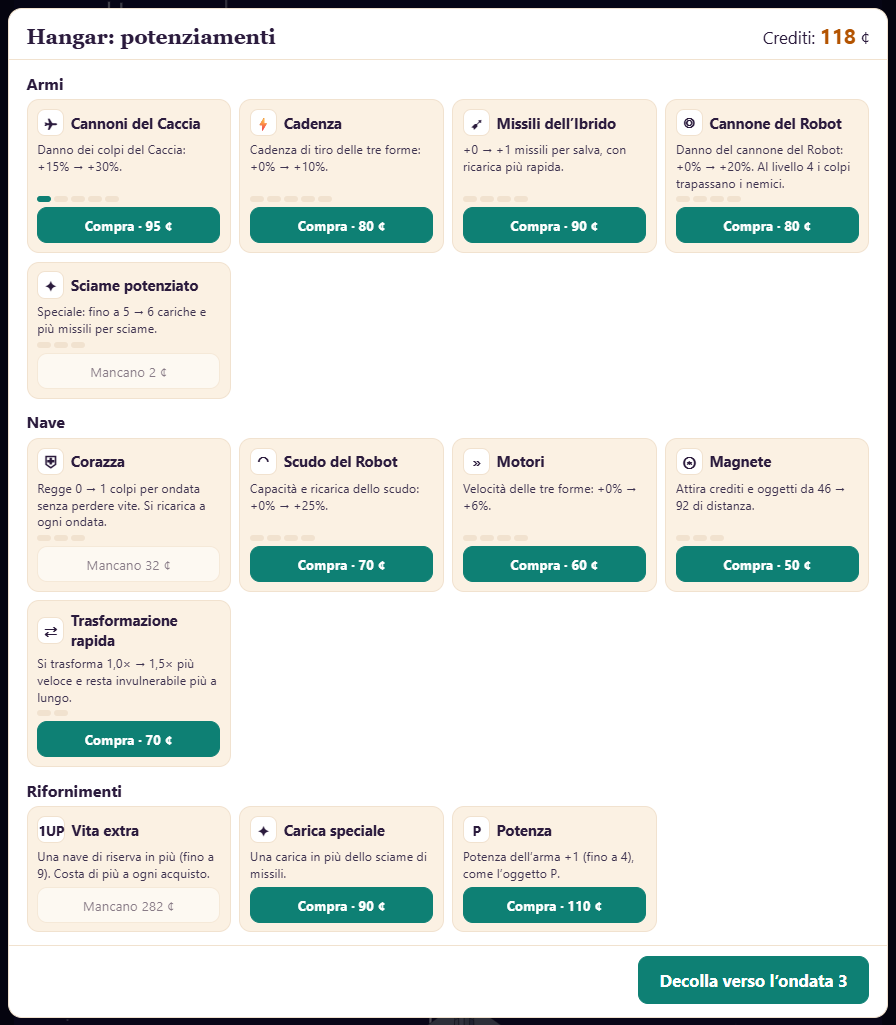 Hangar: potenziamenti
Crediti: 118 ¢
Armi
Cannoni del Caccia
Danno dei colpi del Caccia:
+15% → +30%.
Compra · 95 ¢
Cadenza
Cadenza di tiro delle tre forme:
+0% → +10%.
Compra · 80 ¢
Missili dell’Ibrido
+0 → +1 missili per salva, con
ricarica più rapida.
Compra · 90 ¢
Cannone del Robot
Danno del cannone del Robot:
+0% → +20%. Al livello 4 i colpi
trapassano i nemici.
Compra · 80 ¢
Sciame potenziato
Speciale: fino a 5 → 6 cariche e
più missili per sciame.
Mancano 2 ¢
Nave
Corazza
Regge 0 → 1 colpi per ondata
senza perdere vite. Si ricarica a
ogni ondata.
Mancano 32 ¢
Scudo del Robot
Capacità e ricarica dello scudo:
+0% → +25%.
Compra · 70 ¢
Motori
Velocità delle tre forme: +0% →
+6%.
Compra · 60 ¢
Magnete
Attira crediti e oggetti da 46 →
92 di distanza.
Compra · 50 ¢
Trasformazione
rapida
Si trasforma 1,0× → 1,5× più
veloce e resta invulnerabile più a
lungo.
Compra · 70 ¢
Rifornimenti
1UP Vita extra
Una nave di riserva in più (fino a
9). Costa di più a ogni acquisto.
Mancano 282 ¢
Carica speciale
Una carica in più dello sciame di
missili.
Compra · 90 ¢
P Potenza
Potenza dell’arma +1 (fino a 4),
come l’oggetto P.
Compra · 110 ¢
Decolla verso l’ondata 3